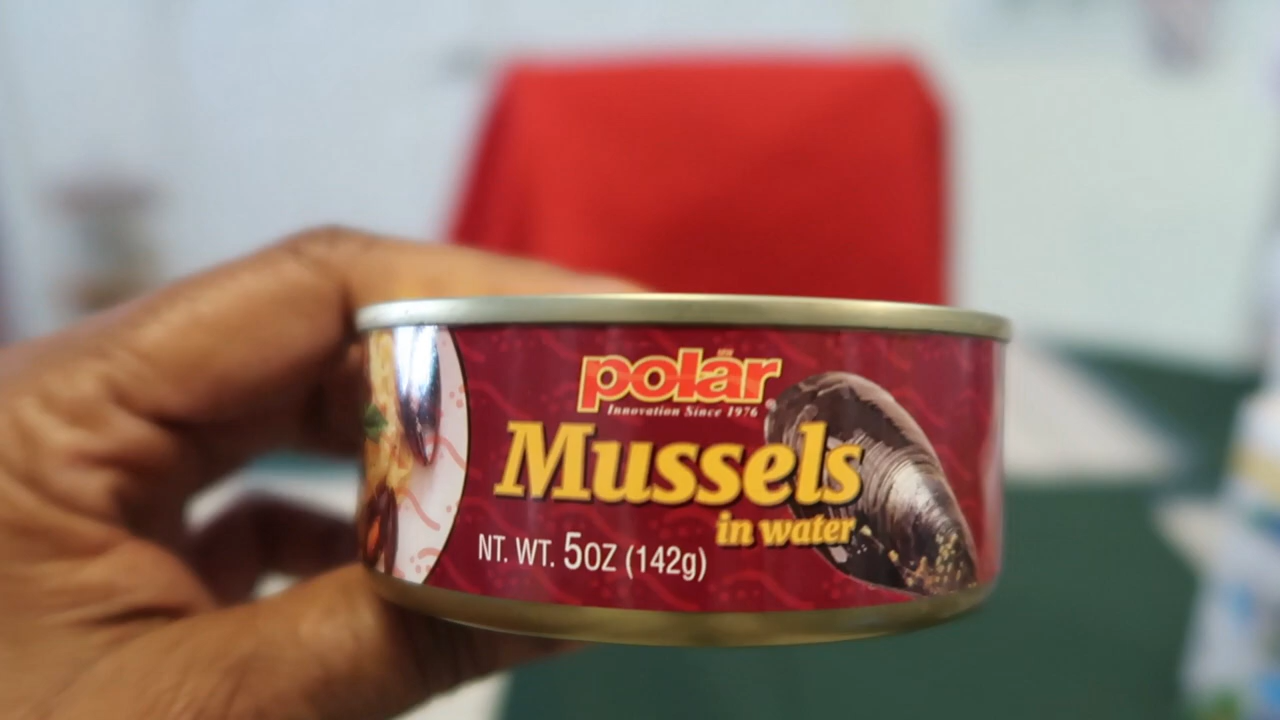 polar
Innovation Since 1976
Mussels
in water
NT. WT. 5OZ (142g)